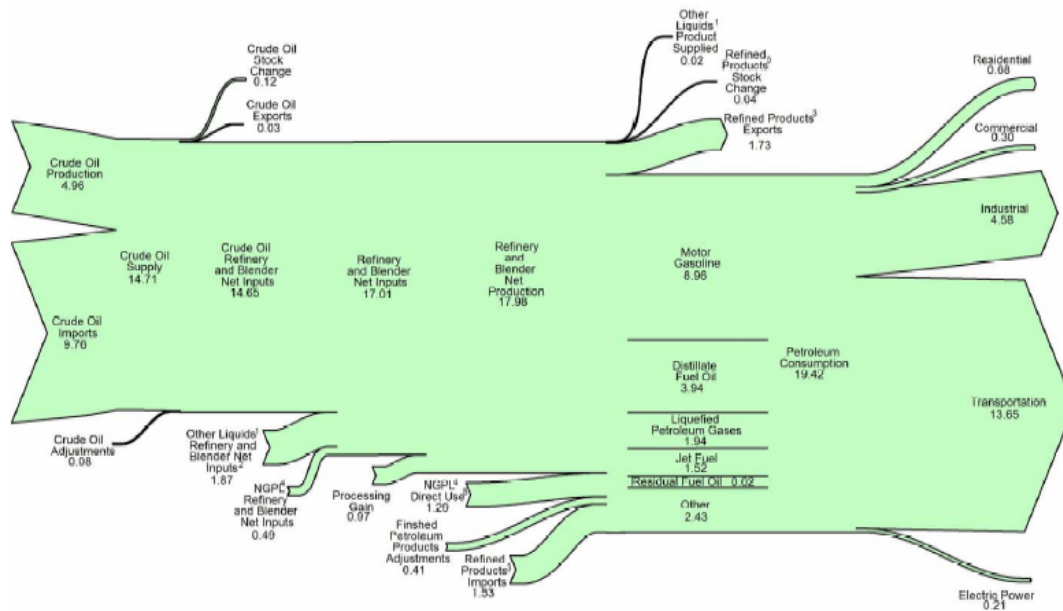 Crude Oil
Stock
Change
0.12
Crude Oil
Exports
0.03
Other
Liquids¹
Product
Supplied
0.02
Refined
Products⁵
Stock
Change
0.04
Refined Products³
Exports
1.73
Residential
0.68
Commercial
0.30
Industrial
4.58
Crude Oil
Production
4.96
Crude Oil
Supply
14.71
Crude Oil
Refinery
and Blender
Net Inputs
14.65
Refinery
and Blender
Net Inputs
17.01
Refinery
and
Blender
Net
Production
17.98
Motor
Gasoline
8.96
Crude Oil
Imports
9.76
Distillate
Fuel Oil
3.94
Petroleum
Consumption
19.42
Transportation
13.65
Liquefied
Petroleum Gases
1.94
Jet Fuel
1.52
Residual Fuel Oil 0.02
Other
2.43
Crude Oil
Adjustments
0.08
Other Liquids¹
Refinery and
Blender Net
Inputs²
1.87
NGPL⁴
Refinery
and Blender
Net Inputs
0.49
Processing
Gain
0.97
NGPL⁴
Direct Use⁵
1.20
Finshed
Petroleum
Products
Adjustments
0.41
Refined
Products³
Imports
1.53
Electric Power
0.21